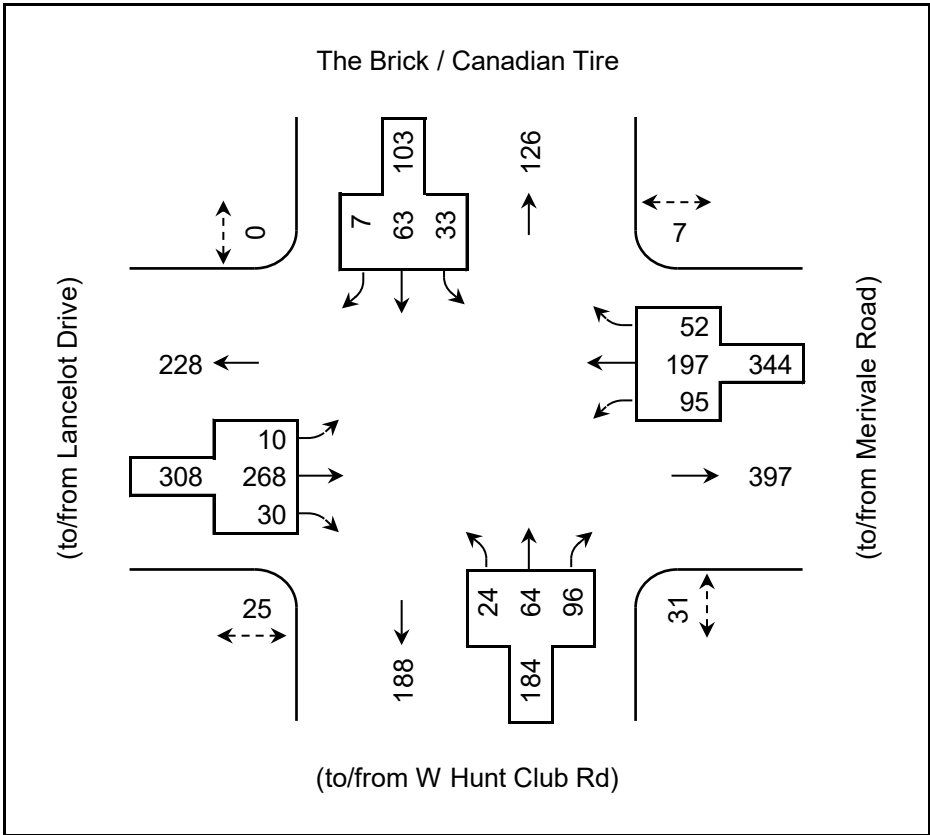 The Brick / Canadian Tire
103
126
7 63 33
0
7
(to/from Lancelot Drive)
(to/from Merivale Road)
52
228
197 344
95
10
308 268
397
30
24 64 96
25
31
188
184
(to/from W Hunt Club Rd)